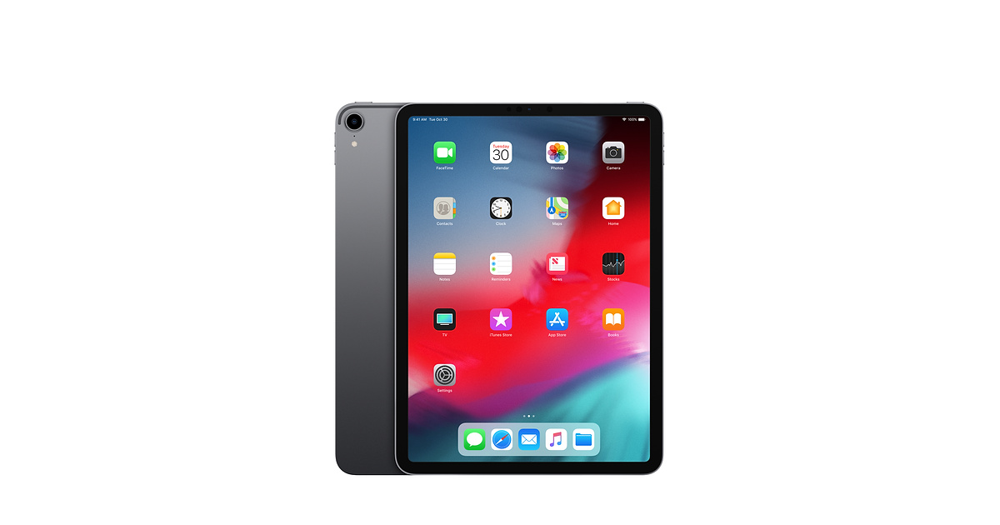 9:41 AM Tue Oct 30
100%
Tuesday
30
FaceTime
Calendar
Photos
Camera
Contacts
Clock
Maps
Home
Notes
Reminders
News
Stocks
TV
iTunes Store
App Store
Books
Settings